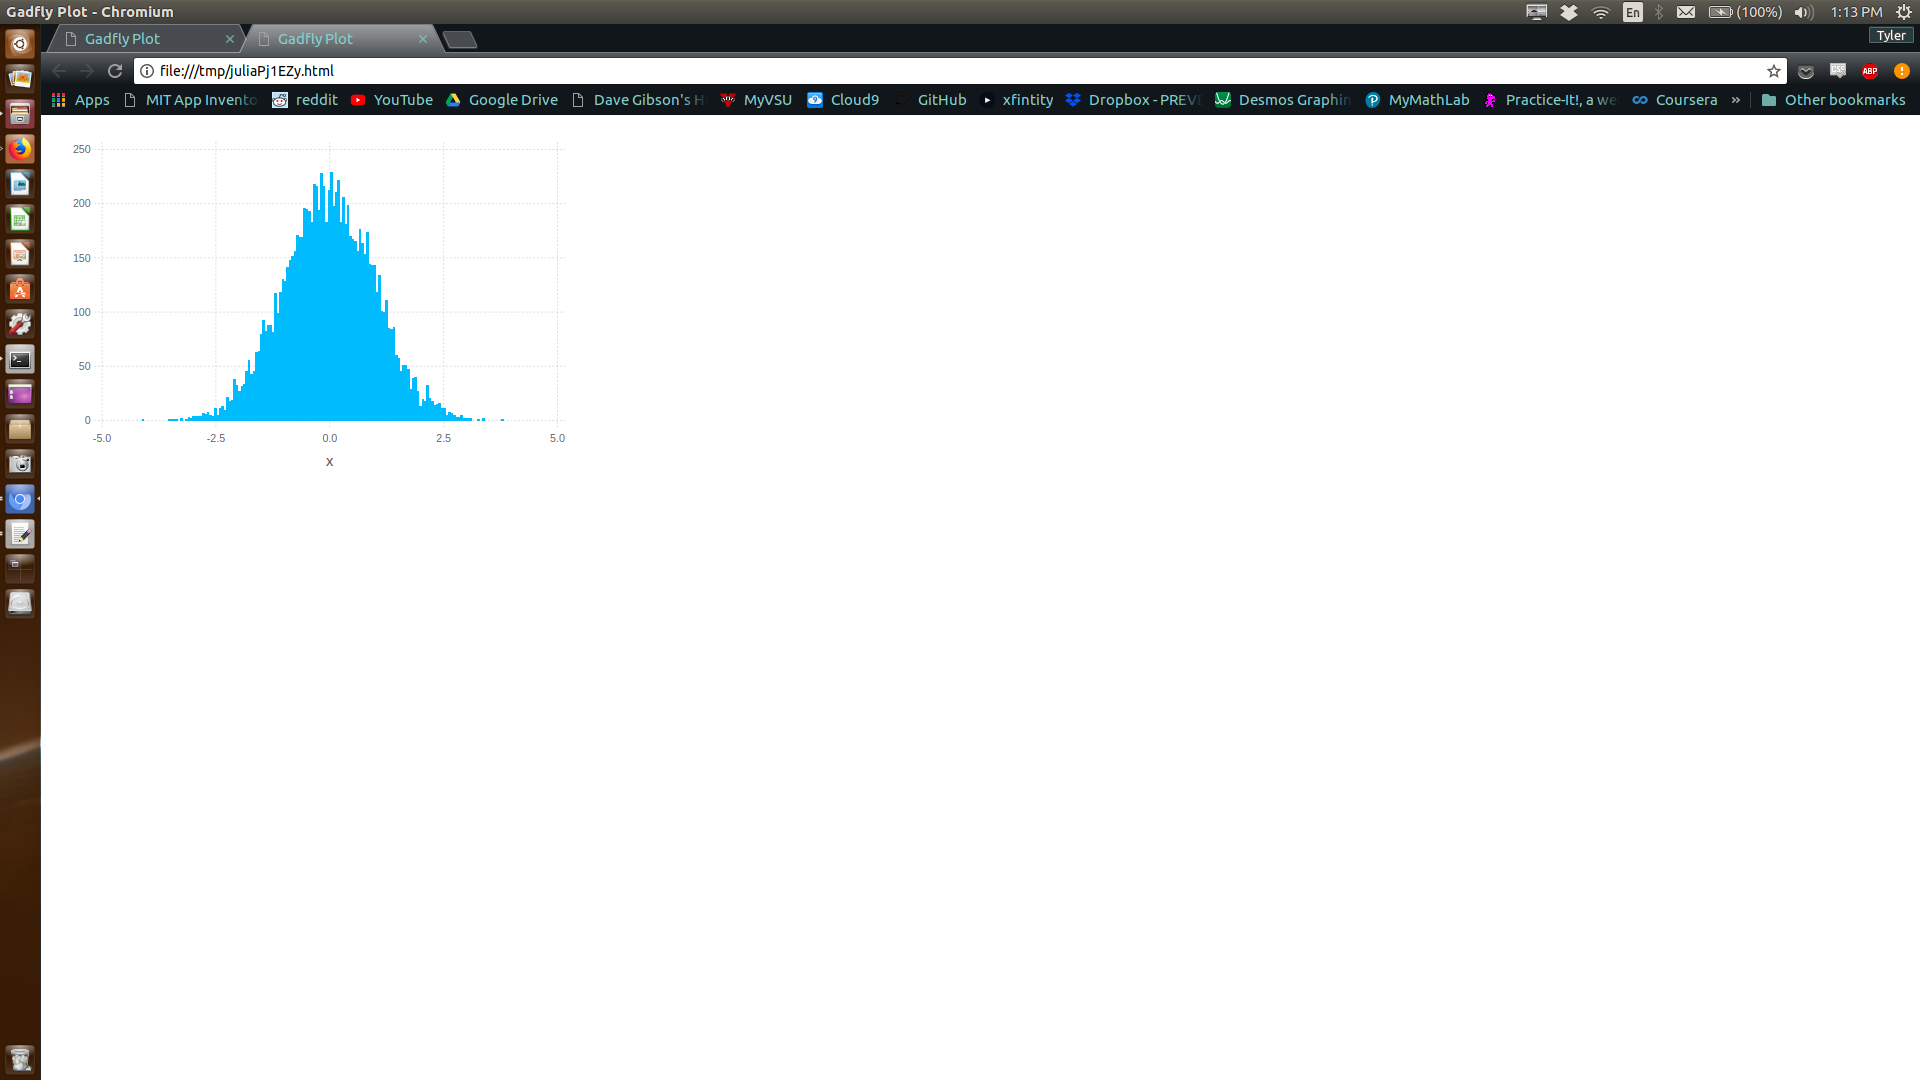 Gadfly Plot - Chromium
En
(100%)
1:13 PM
Gadfly Plot
Gadfly Plot
Tyler
file:///tmp/juliaPj1EZy.html
ABP
Apps MIT App Invento reddit YouTube Google Drive Dave Gibson's H MyVSU Cloud9 GitHub xfinity Dropbox - PREV Desmos Graphin MyMathLab Practice-It!, a we Coursera » Other bookmarks
250
200
150
100
50
0
-5.0 -2.5 0.0 2.5 5.0
x